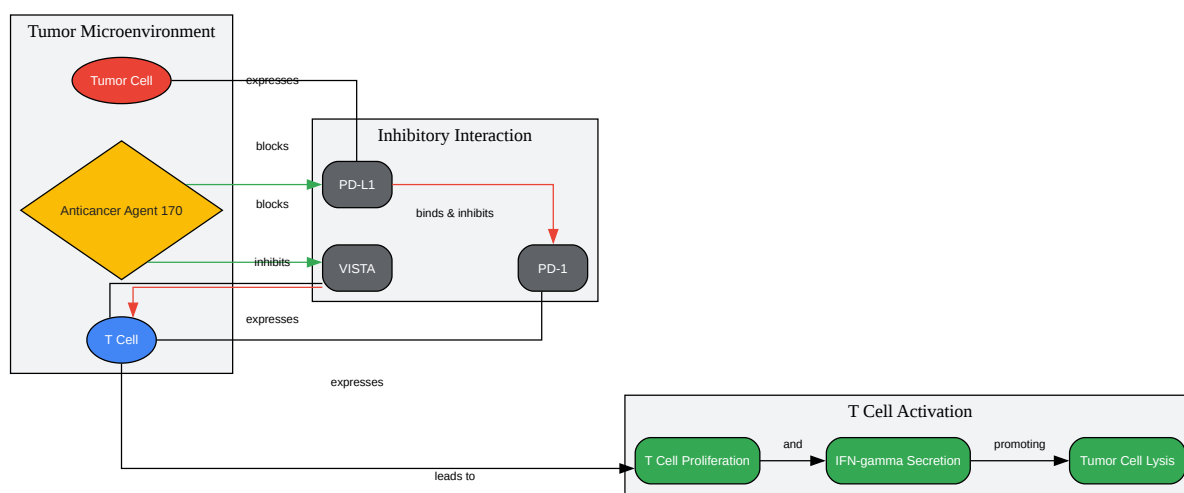 Tumor Microenvironment
Tumor Cell
expresses
Inhibitory Interaction
blocks
PD-L1
Anticancer Agent 170
blocks
binds & inhibits
inhibits
VISTA
PD-1
expresses
T Cell
expresses
T Cell Activation
T Cell Proliferation
and
IFN-gamma Secretion
promoting
Tumor Cell Lysis
leads to